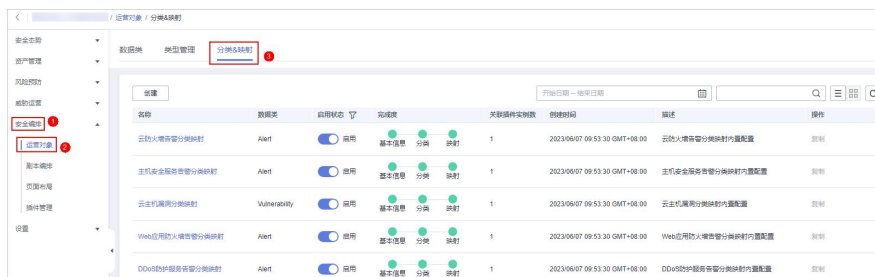 / 运营对象 / 分类&映射
安全态势
资产管理
风险预防
威胁运营
安全编排 1
运营对象 2
剧本编排
页面布局
插件管理
设置
数据类 类型管理 分类&映射 3
创建
开始日期 – 结束日期
名称 数据类 启用状态 完成度 关联插件实例数 创建时间 描述 操作
云防火墙告警分类映射 Alert 启用 基本信息 分类 映射 1 2023/06/07 09:53:30 GMT+08:00 云防火墙告警分类映射内置配置 复制
主机安全服务告警分类映射 Alert 启用 基本信息 分类 映射 1 2023/06/07 09:53:30 GMT+08:00 主机安全服务告警分类映射内置配置 复制
云主机漏洞分类映射 Vulnerability 启用 基本信息 分类 映射 1 2023/06/07 09:53:30 GMT+08:00 云主机漏洞分类映射内置配置 复制
Web应用防火墙告警分类映射 Alert 启用 基本信息 分类 映射 1 2023/06/07 09:53:30 GMT+08:00 Web应用防火墙告警分类映射内置配置 复制
DDoS防护服务告警分类映射 Alert 启用 基本信息 分类 映射 1 2023/06/07 09:53:30 GMT+08:00 DDoS防护服务告警分类映射内置配置 复制